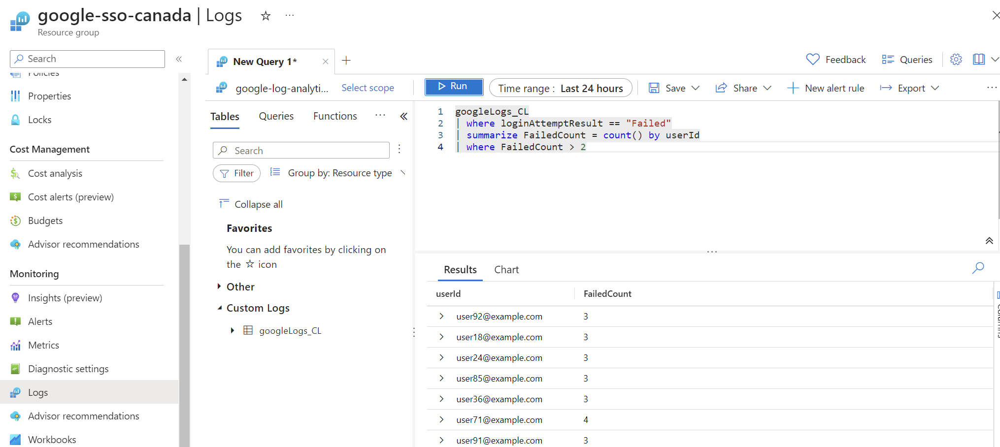 google-sso-canada | Logs
Resource group
Search
Policies
Properties
Locks
Cost Management
Cost analysis
Cost alerts (preview)
Budgets
Advisor recommendations
Monitoring
Insights (preview)
Alerts
Metrics
Diagnostic settings
Logs
Advisor recommendations
Workbooks
New Query 1*
Feedback
Queries
google-log-analyti...
Select scope
Run
Time range : Last 24 hours
Save
Share
New alert rule
Export
Tables
Queries
Functions
Search
Filter
Group by: Resource type
Collapse all
Favorites
You can add favorites by clicking on
the ☆ icon
Other
Custom Logs
googleLogs_CL
1 googleLogs_CL
2 | where loginAttemptResult == "Failed"
3 | summarize FailedCount = count() by userId
4 | where FailedCount > 2
Results
Chart
userId FailedCount
user92@example.com 3
user18@example.com 3
user24@example.com 3
user85@example.com 3
user36@example.com 3
user71@example.com 4
user91@example.com 3
Columns